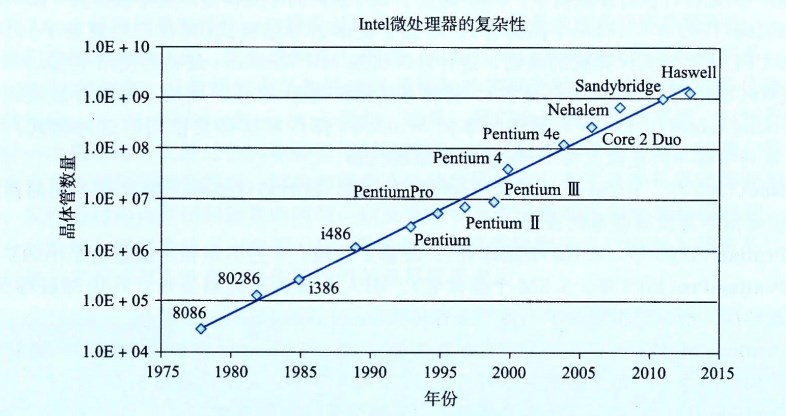 Intel微处理器的复杂性
1.0E + 10
1.0E + 09
1.0E + 08
1.0E + 07
1.0E + 06
1.0E + 05
1.0E + 04
晶体管数量
Haswell
Sandybridge
Nehalem
Core 2 Duo
Pentium 4e
Pentium 4
Pentium Ⅲ
PentiumPro
Pentium Ⅱ
Pentium
i486
i386
80286
8086
1975 1980 1985 1990 1995 2000 2005 2010 2015
年份